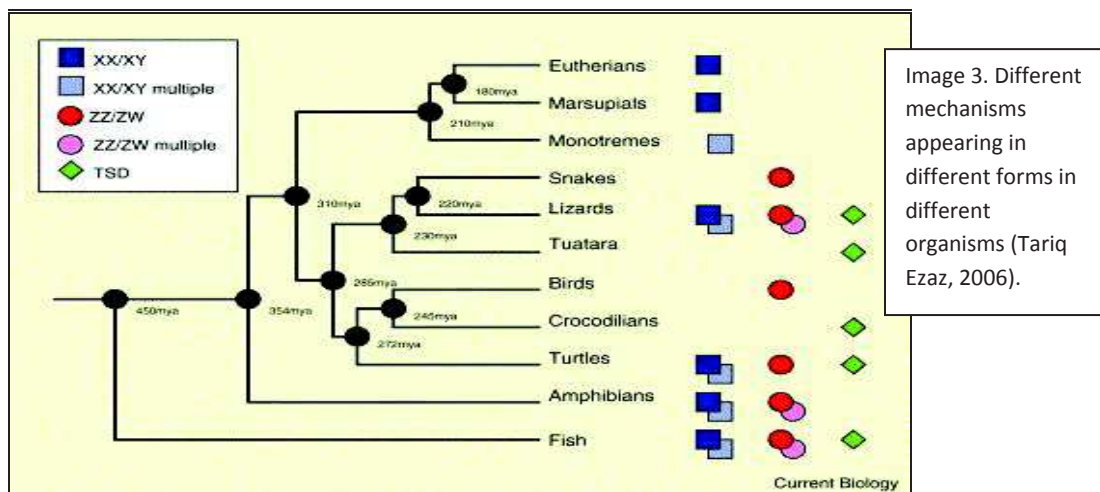 XX/XY
XX/XY multiple
ZZ/ZW
ZZ/ZW multiple
TSD
Eutherians
180mya
Marsupials
210mya
Monotremes
Snakes
310mya
220mya
Lizards
230mya
Tuatara
285mya
Birds
450mya
354mya
245mya
Crocodilians
272mya
Turtles
Amphibians
Fish
Current Biology
Image 3. Different
mechanisms
appearing in
different forms in
different
organisms (Tariq
Ezaz, 2006).